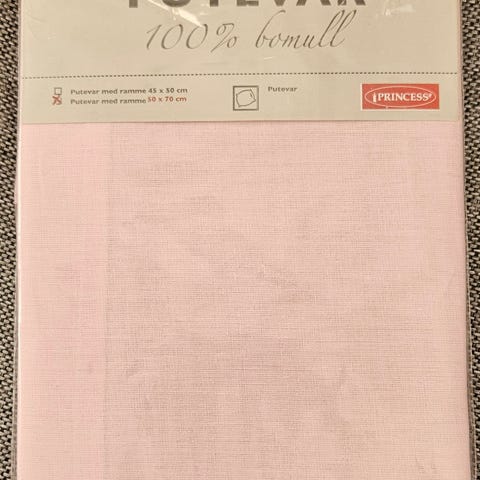 PUTEVAR
100% bomull
Putevar med ramme 45 x 50 cm
Putevar med ramme 50 x 70 cm
Putevar
PRINCESS